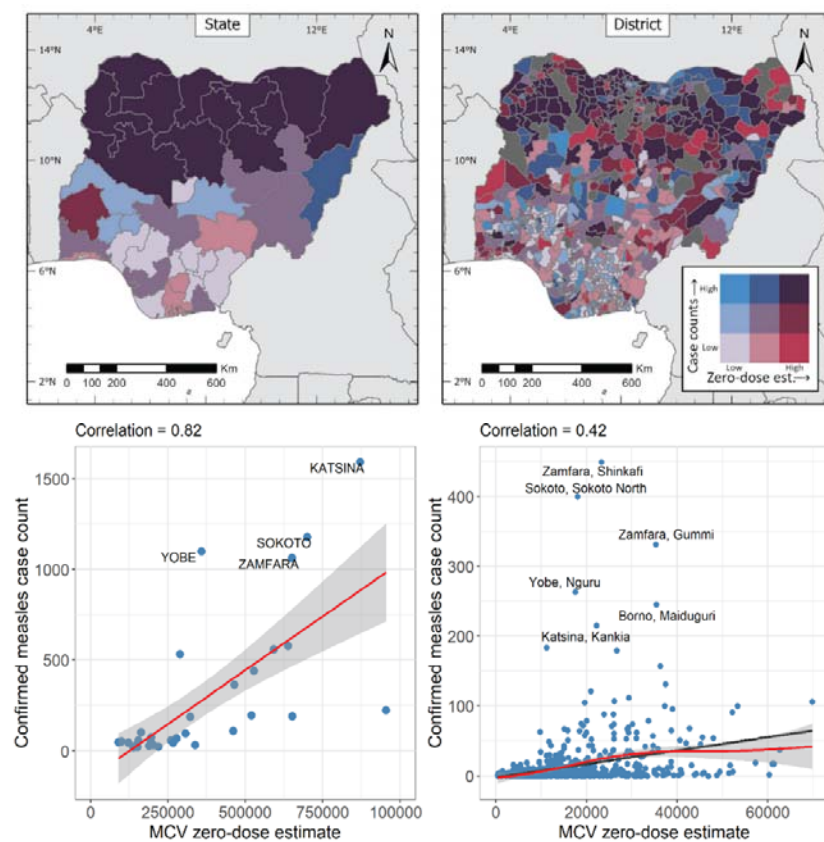 State
District
4°E
12°E
N
4°E
12°E
N
14°N
14°N
10°N
10°N
6°N
6°N
2°N
2°N
Km
0 100 200 400 600
Km
0 100 200 400 600
Case counts →
High
Low
Low
High
Zero-dose est.→
Correlation = 0.82
Correlation = 0.42
Confirmed measles case count
1500
1000
500
0
KATSINA
SOKOTO
YOBE
ZAMFARA
0
250000
500000
750000
100000
MCV zero-dose estimate
Confirmed measles case count
400
300
200
100
0
Zamfara, Shinkafi
Sokoto, Sokoto North
Zamfara, Gummi
Yobe, Nguru
Borno, Maiduguri
Katsina, Kankia
0
20000
40000
60000
MCV zero-dose estimate